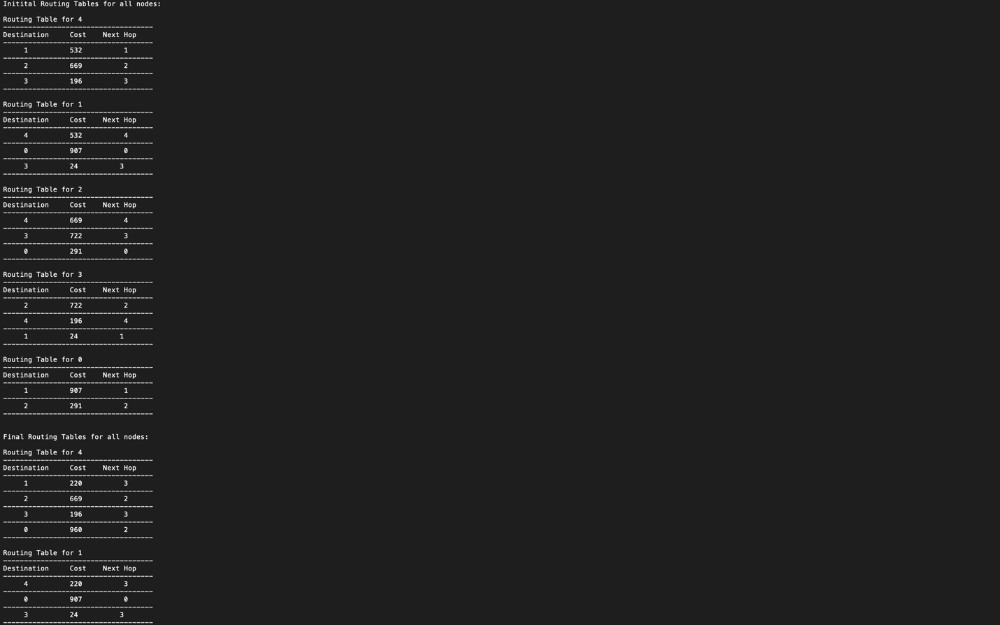 Initital Routing Tables for all nodes:
Routing Table for 4
------------------------------------
Destination     Cost    Next Hop
------------------------------------
     1          532          1
------------------------------------
     2          669          2
------------------------------------
     3          196          3
------------------------------------
Routing Table for 1
------------------------------------
Destination     Cost    Next Hop
------------------------------------
     4          532          4
------------------------------------
     0          907          0
------------------------------------
     3          24          3
------------------------------------
Routing Table for 2
------------------------------------
Destination     Cost    Next Hop
------------------------------------
     4          669          4
------------------------------------
     3          722          3
------------------------------------
     0          291          0
------------------------------------
Routing Table for 3
------------------------------------
Destination     Cost    Next Hop
------------------------------------
     2          722          2
------------------------------------
     4          196          4
------------------------------------
     1          24          1
------------------------------------
Routing Table for 0
------------------------------------
Destination     Cost    Next Hop
------------------------------------
     1          907          1
------------------------------------
     2          291          2
------------------------------------
Final Routing Tables for all nodes:
Routing Table for 4
------------------------------------
Destination     Cost    Next Hop
------------------------------------
     1          220          3
------------------------------------
     2          669          2
------------------------------------
     3          196          3
------------------------------------
     0          960          2
------------------------------------
Routing Table for 1
------------------------------------
Destination     Cost    Next Hop
------------------------------------
     4          220          3
------------------------------------
     0          907          0
------------------------------------
     3          24          3
------------------------------------